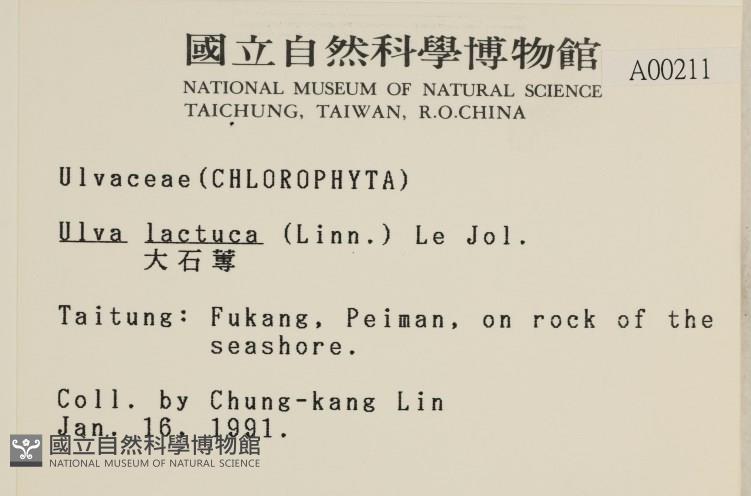 國立自然科學博物館
A00211
NATIONAL MUSEUM OF NATURAL SCIENCE
TAICHUNG, TAIWAN, R.O.CHINA
Ulvaceae(CHLOROPHYTA)
Ulva lactuca (Linn.) Le Jol.
大石蓴
Taitung: Fukang, Peiman, on rock of the
seashore.
Coll. by Chung-kang Lin
Jan. 16, 1991.
國立自然科學博物館
NATIONAL MUSEUM OF NATURAL SCIENCE